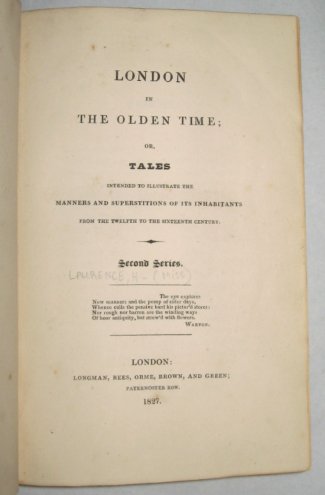 LONDON
IN
THE OLDEN TIME;
OR,
TALES
INTENDED TO ILLUSTRATE THE
MANNERS AND SUPERSTITIONS OF ITS INHABITANTS
FROM THE TWELFTH TO THE SIXTEENTH CENTURY.
Second Series.
LAURENCE, H- (MISS)
The eye explores
New manners; and the pomp of elder days,
Whence culls the pensive bard his pictur'd stores:
Nor rough nor barren are the winding ways
Of hoar antiquity, but strew'd with flowers.
WARTON.
LONDON:
LONGMAN, REES, ORME, BROWN, AND GREEN;
PATERNOSTER ROW.
1827.